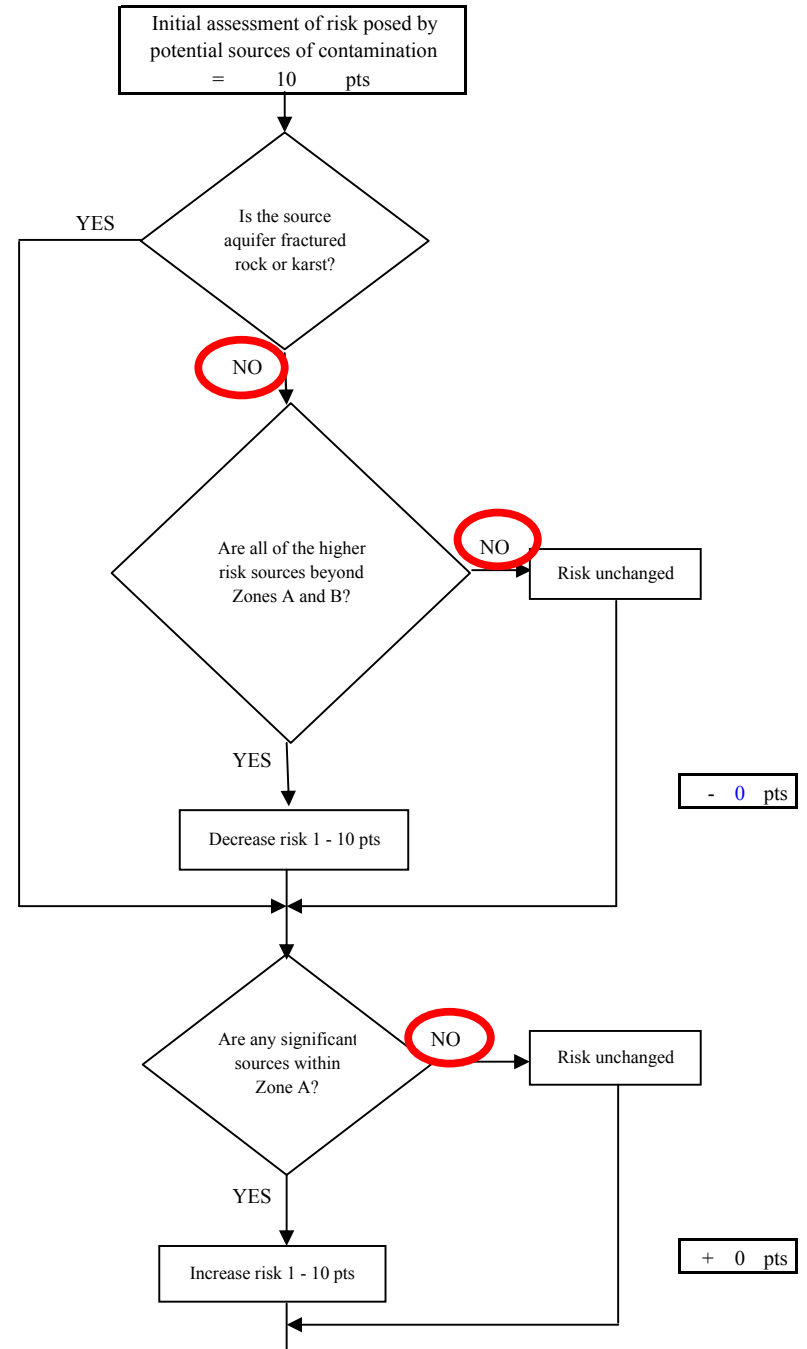 Initial assessment of risk posed by
potential sources of contamination
= 10 pts
YES
Is the source
aquifer fractured
rock or karst?
NO
Are all of the higher
risk sources beyond
Zones A and B?
NO
Risk unchanged
YES
- 0 pts
Decrease risk 1 - 10 pts
Are any significant
sources within
Zone A?
NO
Risk unchanged
YES
+ 0 pts
Increase risk 1 - 10 pts